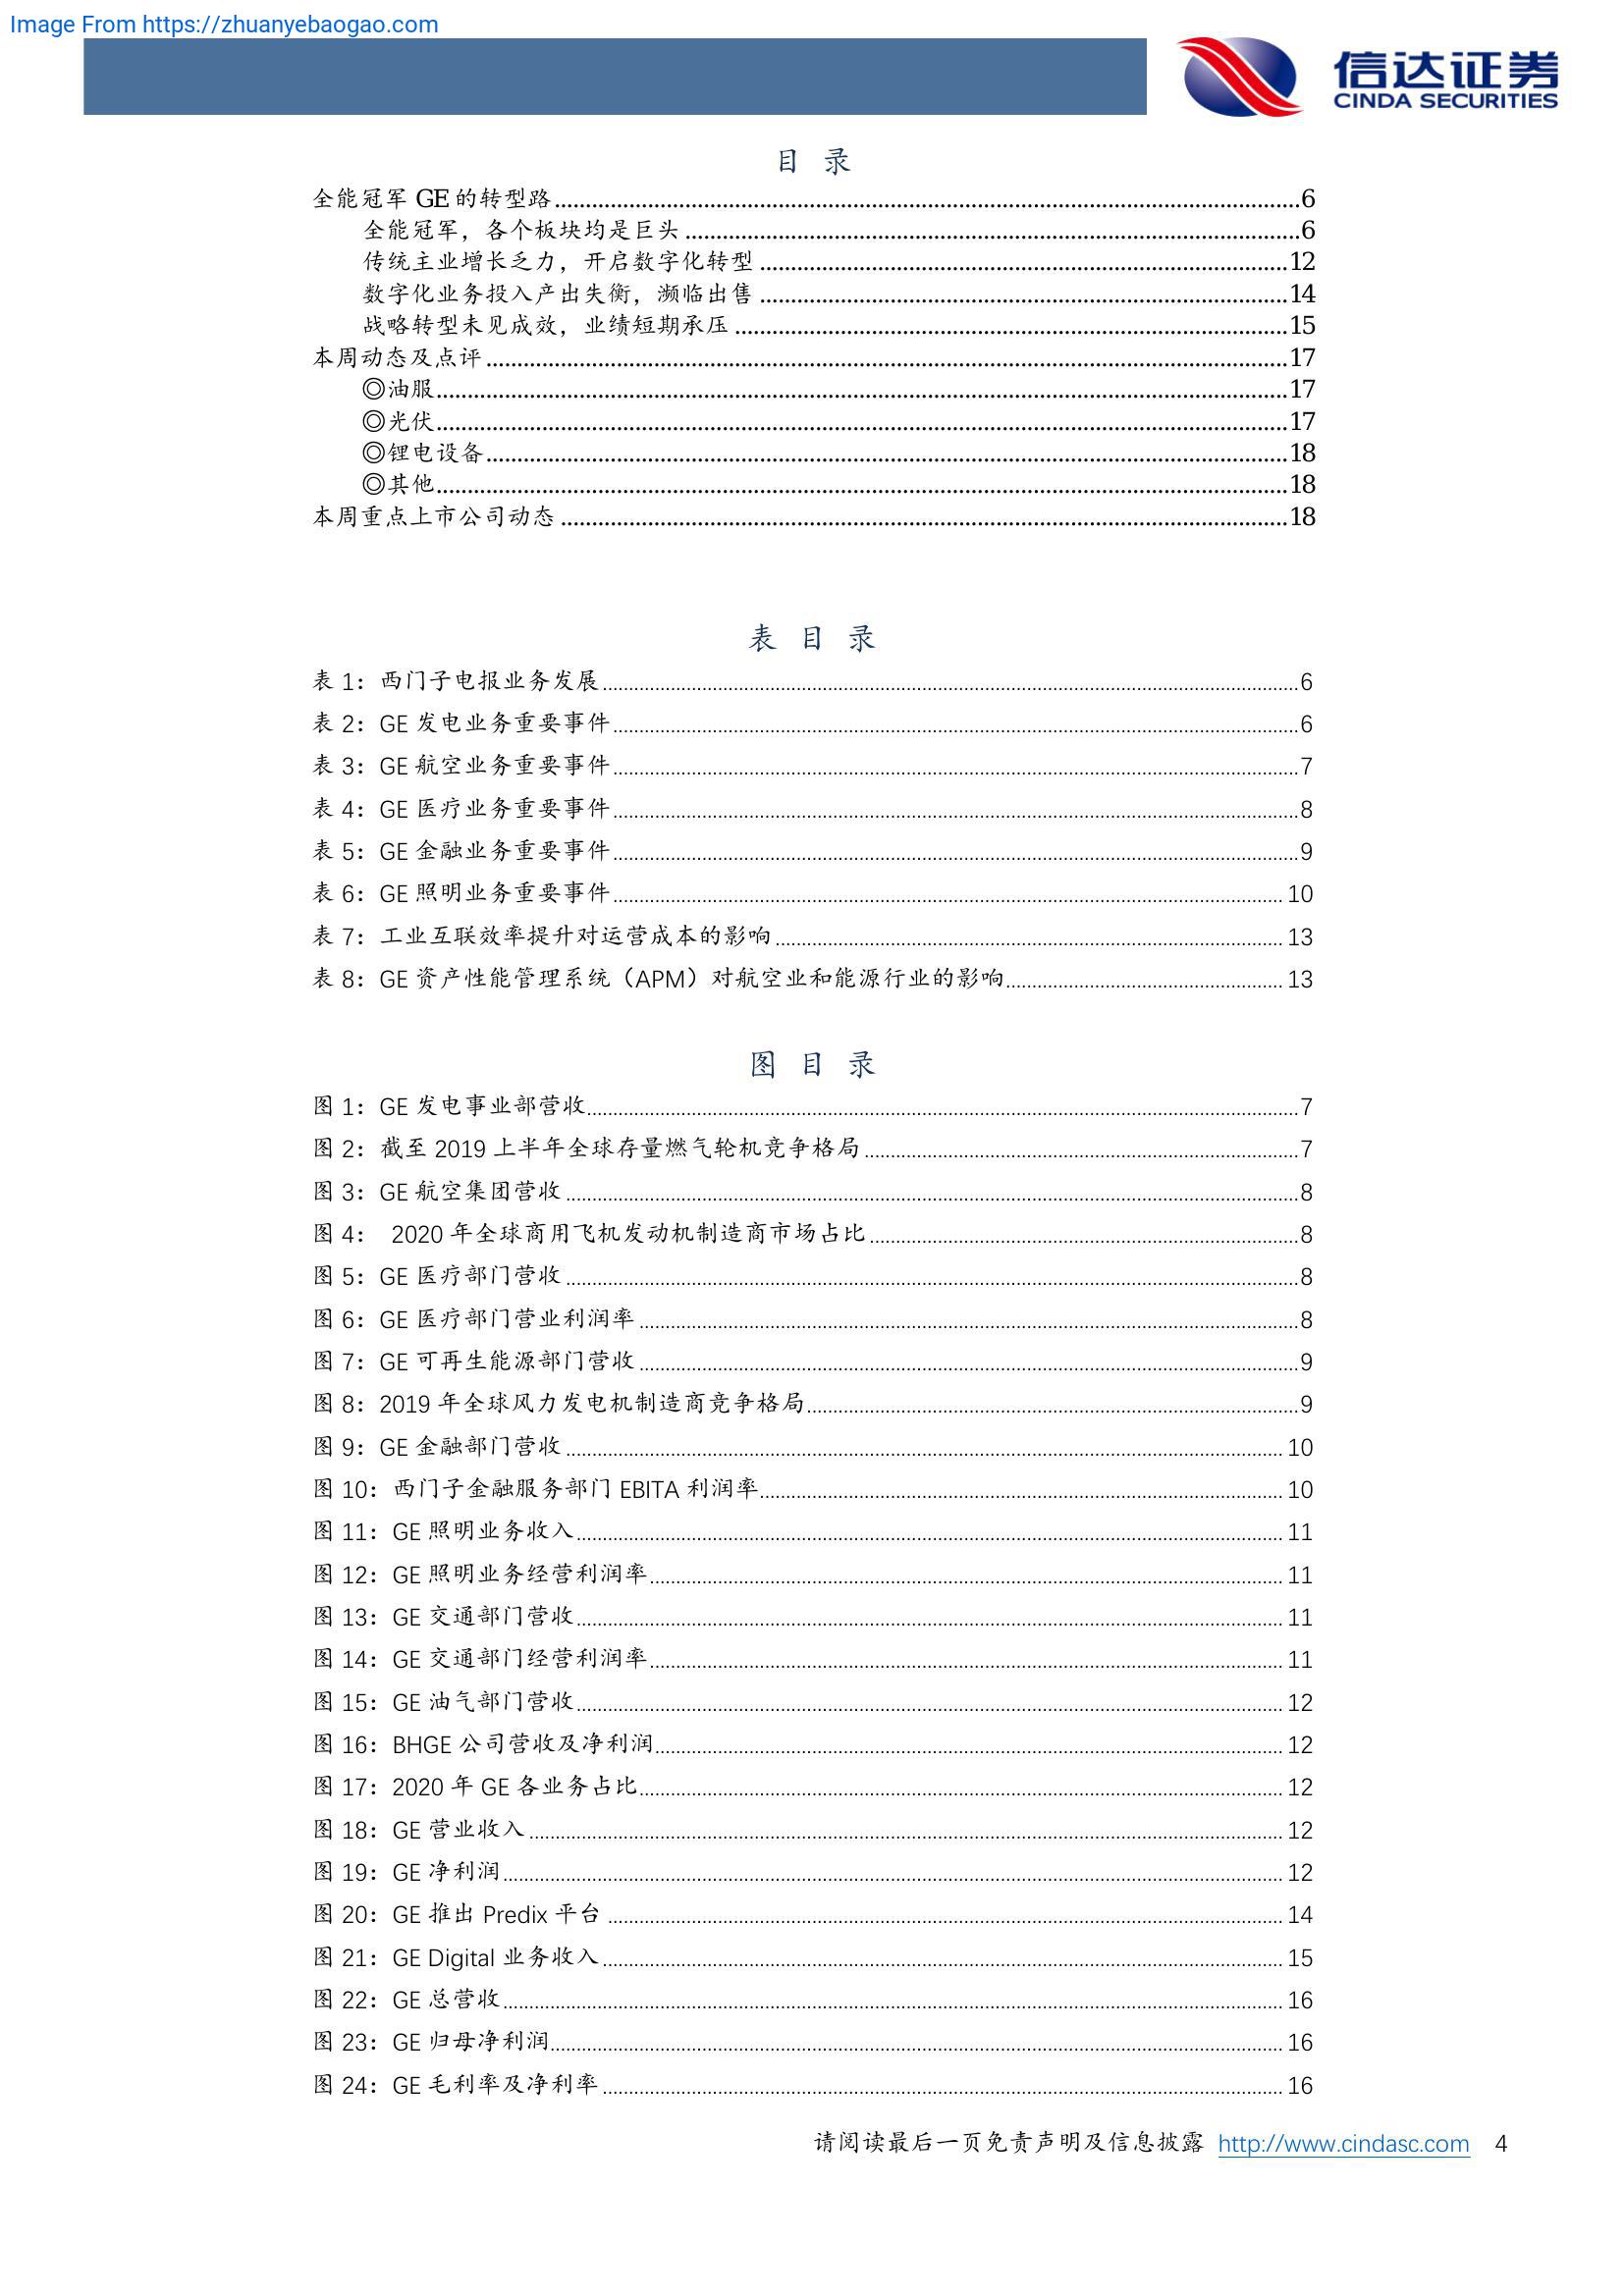 Image From https://zhuanyebaogao.com
信达证券
CINDA SECURITIES
目 录
全能冠军 GE 的转型路........................6
全能冠军，各个板块均是巨头........................6
传统主业增长乏力，开启数字化转型........................12
数字化业务投入产出失衡，濒临出售........................14
战略转型未见成效，业绩短期承压........................15
本周动态及点评........................17
◎油服........................17
◎光伏........................17
◎锂电设备........................18
◎其他........................18
本周重点上市公司动态........................18
表 目 录
表 1：西门子电报业务发展........................6
表 2：GE 发电业务重要事件........................6
表 3：GE 航空业务重要事件........................7
表 4：GE 医疗业务重要事件........................8
表 5：GE 金融业务重要事件........................9
表 6：GE 照明业务重要事件........................10
表 7：工业互联效率提升对运营成本的影响........................13
表 8：GE 资产性能管理系统（APM）对航空业和能源行业的影响........................13
图 目 录
图 1：GE 发电事业部营收........................7
图 2：截至 2019 上半年全球存量燃气轮机竞争格局........................7
图 3：GE 航空集团营收........................8
图 4： 2020 年全球商用飞机发动机制造商市场占比........................8
图 5：GE 医疗部门营收........................8
图 6：GE 医疗部门营业利润率........................8
图 7：GE 可再生能源部门营收........................9
图 8：2019 年全球风力发电机制造商竞争格局........................9
图 9：GE 金融部门营收........................10
图 10：西门子金融服务部门 EBITA 利润率........................10
图 11：GE 照明业务收入........................11
图 12：GE 照明业务经营利润率........................11
图 13：GE 交通部门营收........................11
图 14：GE 交通部门经营利润率........................11
图 15：GE 油气部门营收........................12
图 16：BHGE 公司营收及净利润........................12
图 17：2020 年 GE 各业务占比........................12
图 18：GE 营业收入........................12
图 19：GE 净利润........................12
图 20：GE 推出 Predix 平台........................14
图 21：GE Digital 业务收入........................15
图 22：GE 总营收........................16
图 23：GE 归母净利润........................16
图 24：GE 毛利率及净利率........................16
请阅读最后一页免责声明及信息披露 http://www.cindasc.com 4